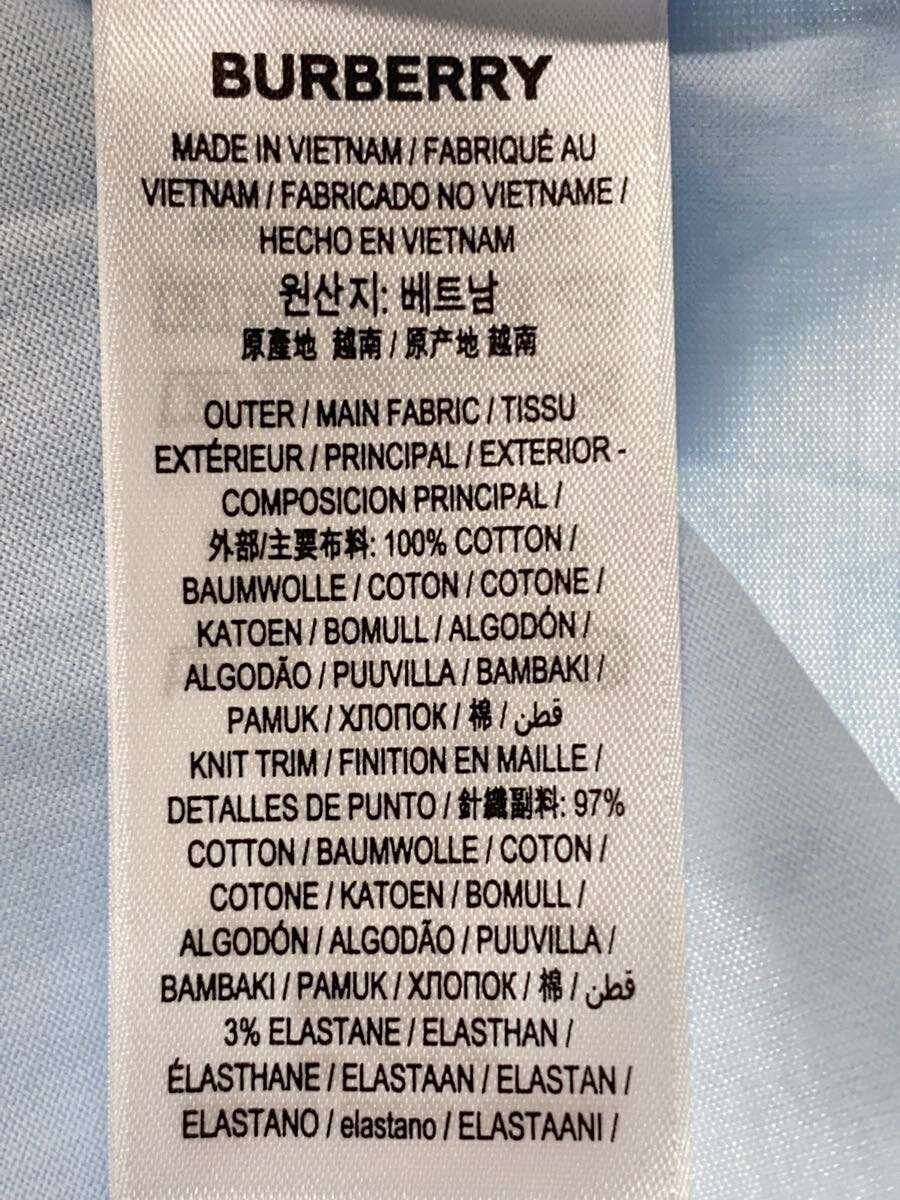 BURBERRY
MADE IN VIETNAM / FABRIQUÉ AU
VIETNAM / FABRICADO NO VIETNAME /
HECHO EN VIETNAM
원산지: 베트남
原產地 越南 / 原产地 越南
OUTER / MAIN FABRIC / TISSU
EXTÉRIEUR / PRINCIPAL / EXTERIOR -
COMPOSICION PRINCIPAL /
外部/主要布料: 100% COTTON /
BAUMWOLLE / COTON / COTONE /
KATOEN / BOMULL / ALGODÓN /
ALGODÃO / PUUVILLA / BAMBAKI /
PAMUK / ХЛОПОК / 棉 / قطن
KNIT TRIM / FINITION EN MAILLE /
DETALLES DE PUNTO / 針織副料: 97%
COTTON / BAUMWOLLE / COTON /
COTONE / KATOEN / BOMULL /
ALGODÓN / ALGODÃO / PUUVILLA /
BAMBAKI / PAMUK / ХЛОПОК / 棉 / قطن
3% ELASTANE / ELASTHAN /
ÉLASTHANE / ELASTAAN / ELASTAN /
ELASTANO / elastano / ELASTAANI /